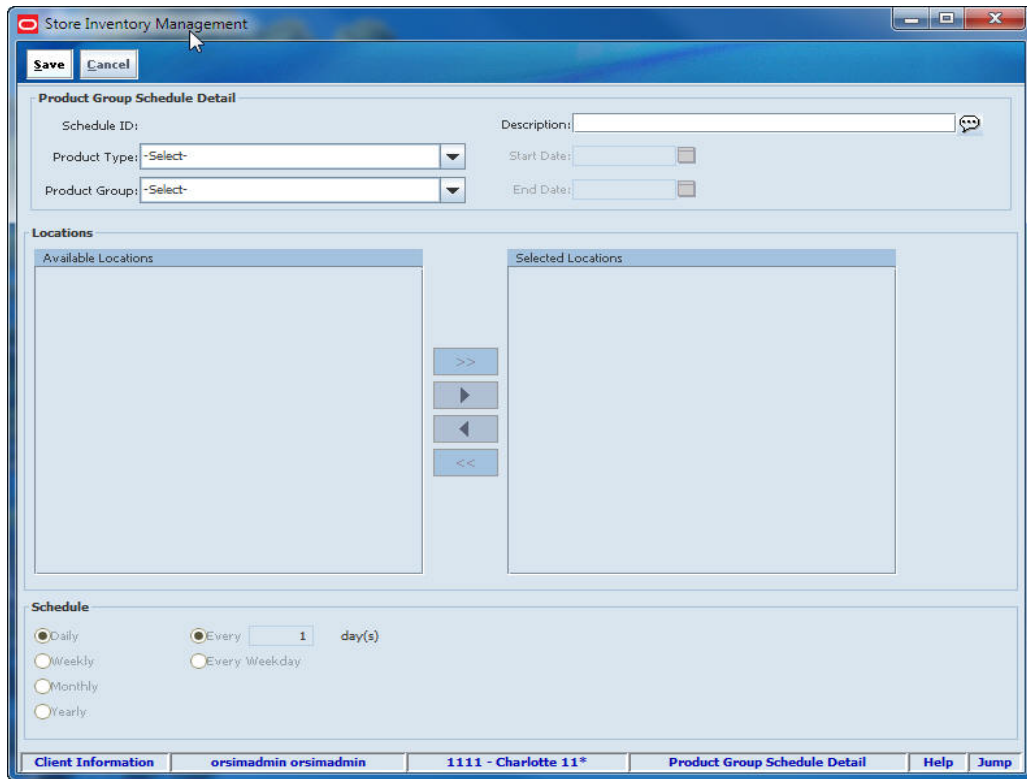 Store Inventory Management
Save Cancel
Product Group Schedule Detail
Schedule ID: Description:
Product Type: -Select- Start Date:
Product Group: -Select- End Date:
Locations
Available Locations Selected Locations
>>
<<
Schedule
Daily Every 1 day(s)
Weekly Every Weekday
Monthly
Yearly
Client Information orsimadmin orsimadmin 1111 - Charlotte 11* Product Group Schedule Detail Help Jump